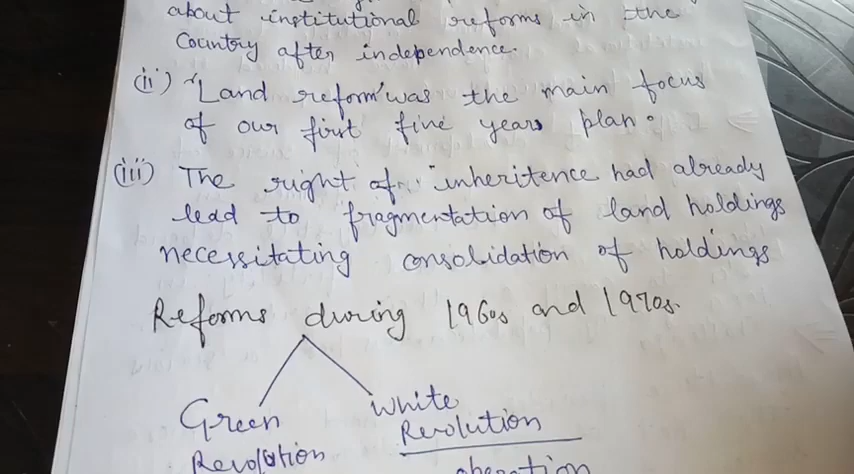 about institutional reforms in the
Country after independence.
(ii) "Land reform" was the main focus
of our first five years plan.
(iii) The right of inheritence had already
lead to fragmentation of land holdings
necessitating consolidation of holdings
Reforms during 1960s and 1970s.
Green White
Revolution Revolution
operation